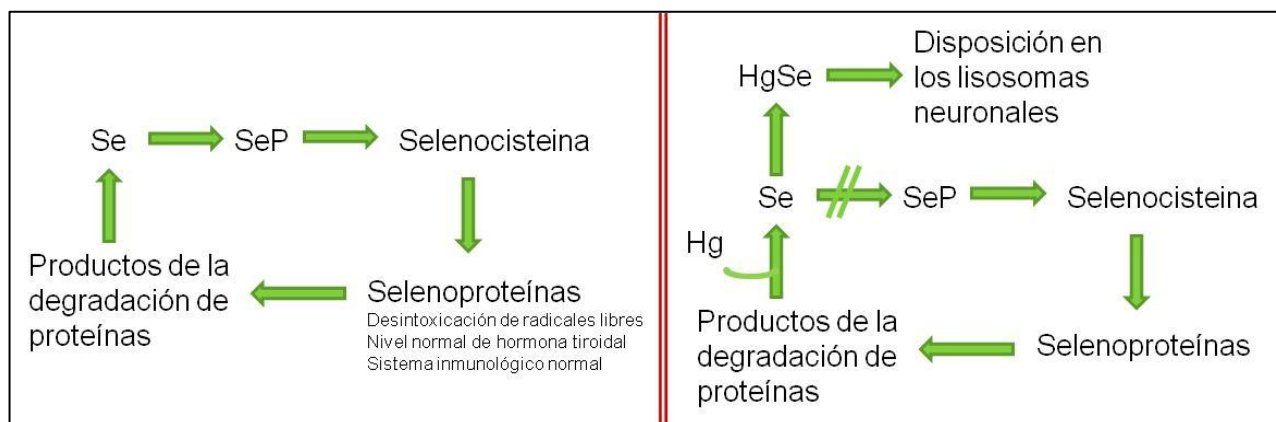 Se
SeP
Selenocisteina
Productos de la
degradación de
proteínas
Selenoproteínas
Desintoxicación de radicales libres
Nivel normal de hormona tiroidal
Sistema inmunológico normal
HgSe
Disposición en
los lisosomas
neuronales
Se
SeP
Selenocisteina
Hg
Productos de la
degradación de
proteínas
Selenoproteínas